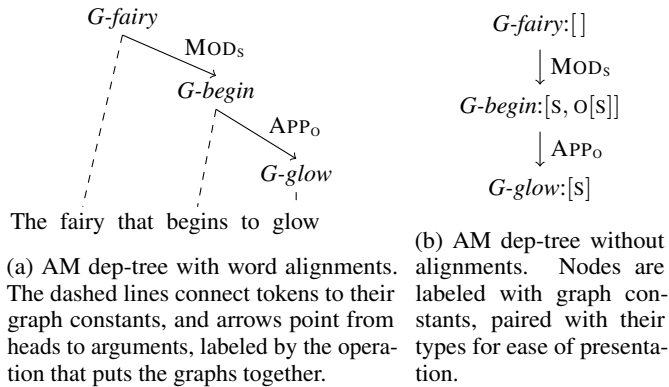 G-fairy
MODS
G-begin
APPO
G-glow
The fairy that begins to glow
(a) AM dep-tree with word alignments.
The dashed lines connect tokens to their
graph constants, and arrows point from
heads to arguments, labeled by the opera-
tion that puts the graphs together.
G-fairy:[ ]
MODS
G-begin:[S, O[S]]
APPO
G-glow:[S]
(b) AM dep-tree without
alignments. Nodes are
labeled with graph con-
stants, paired with their
types for ease of presenta-
tion.